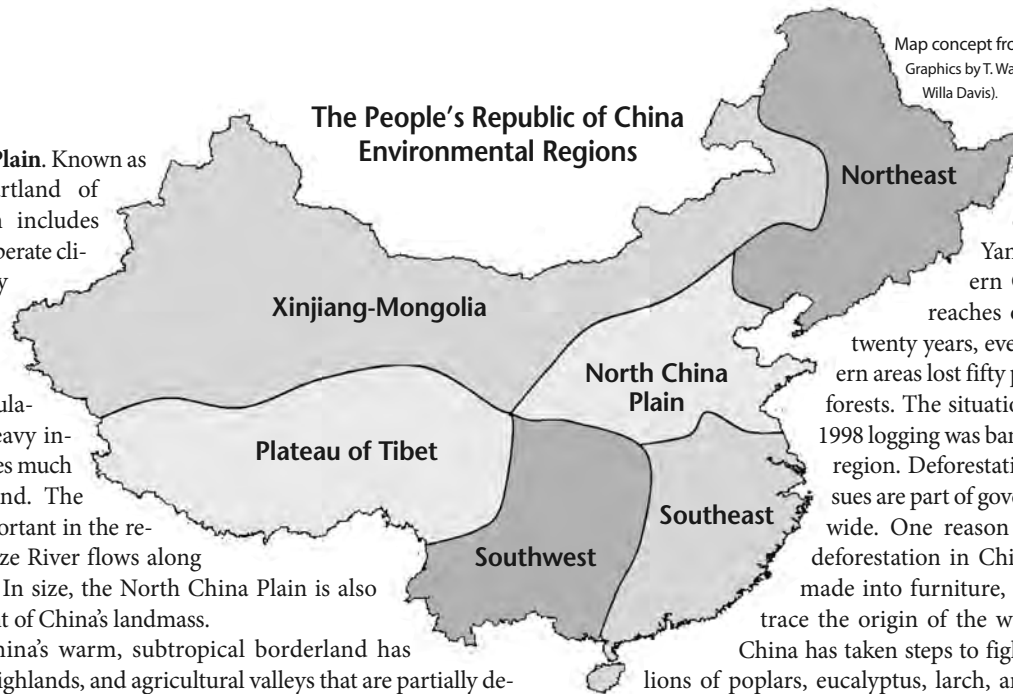 Map concept fro
Graphics by T. Wa
Willa Davis).
The People's Republic of China
Environmental Regions
Northeast
Xinjiang-Mongolia
North China
Plain
Plateau of Tibet
Southeast
Southwest
Plain. Known as
rtland of
n includes
perate cli-
y
ula-
eavy in-
es much
and. The
ortant in the re-
ze River flows along
In size, the North China Plain is also
t of China's landmass.
hina's warm, subtropical borderland has
ighlands, and agricultural valleys that are partially de-
Yan
ern
reaches
twenty years, eve
ern areas lost fifty p
forests. The situatio
1998 logging was
region. Deforestati
sues are part of gove
wide. One reason
deforestation in Chi
made into furniture,
trace the origin of the w
China has taken steps to figh
lions of poplars, eucalyptus, larch,